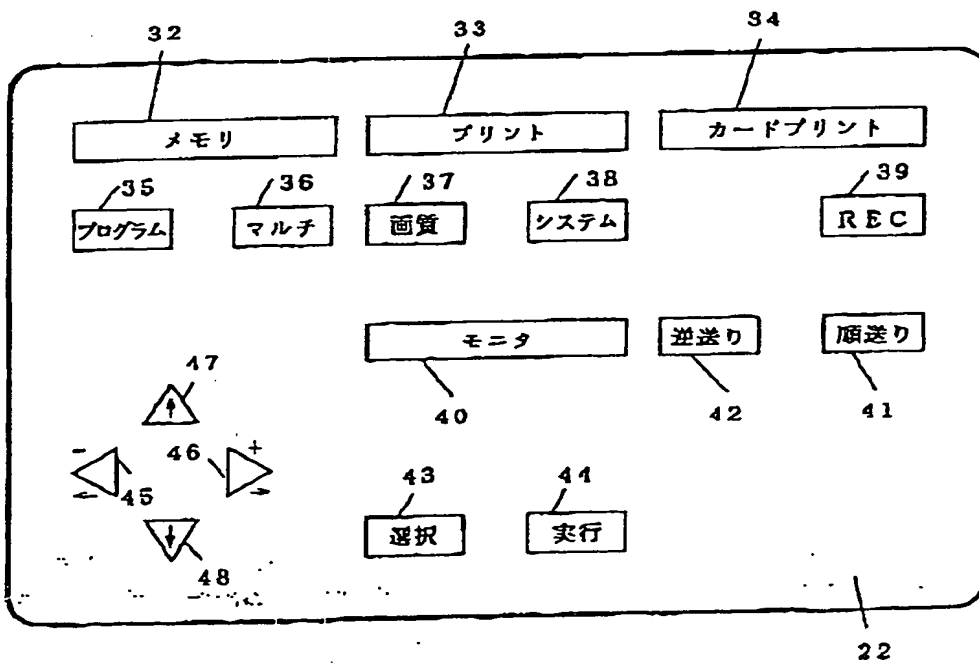 32 33 34
メモリ プリント カードプリント
35 36 37 38 39
プログラム マルチ 画質 システム REC
モニタ 逆送り 順送り
47
40 42 41
- 46 +
← 45 →
43 44
選択 実行
↑
↓
48
22